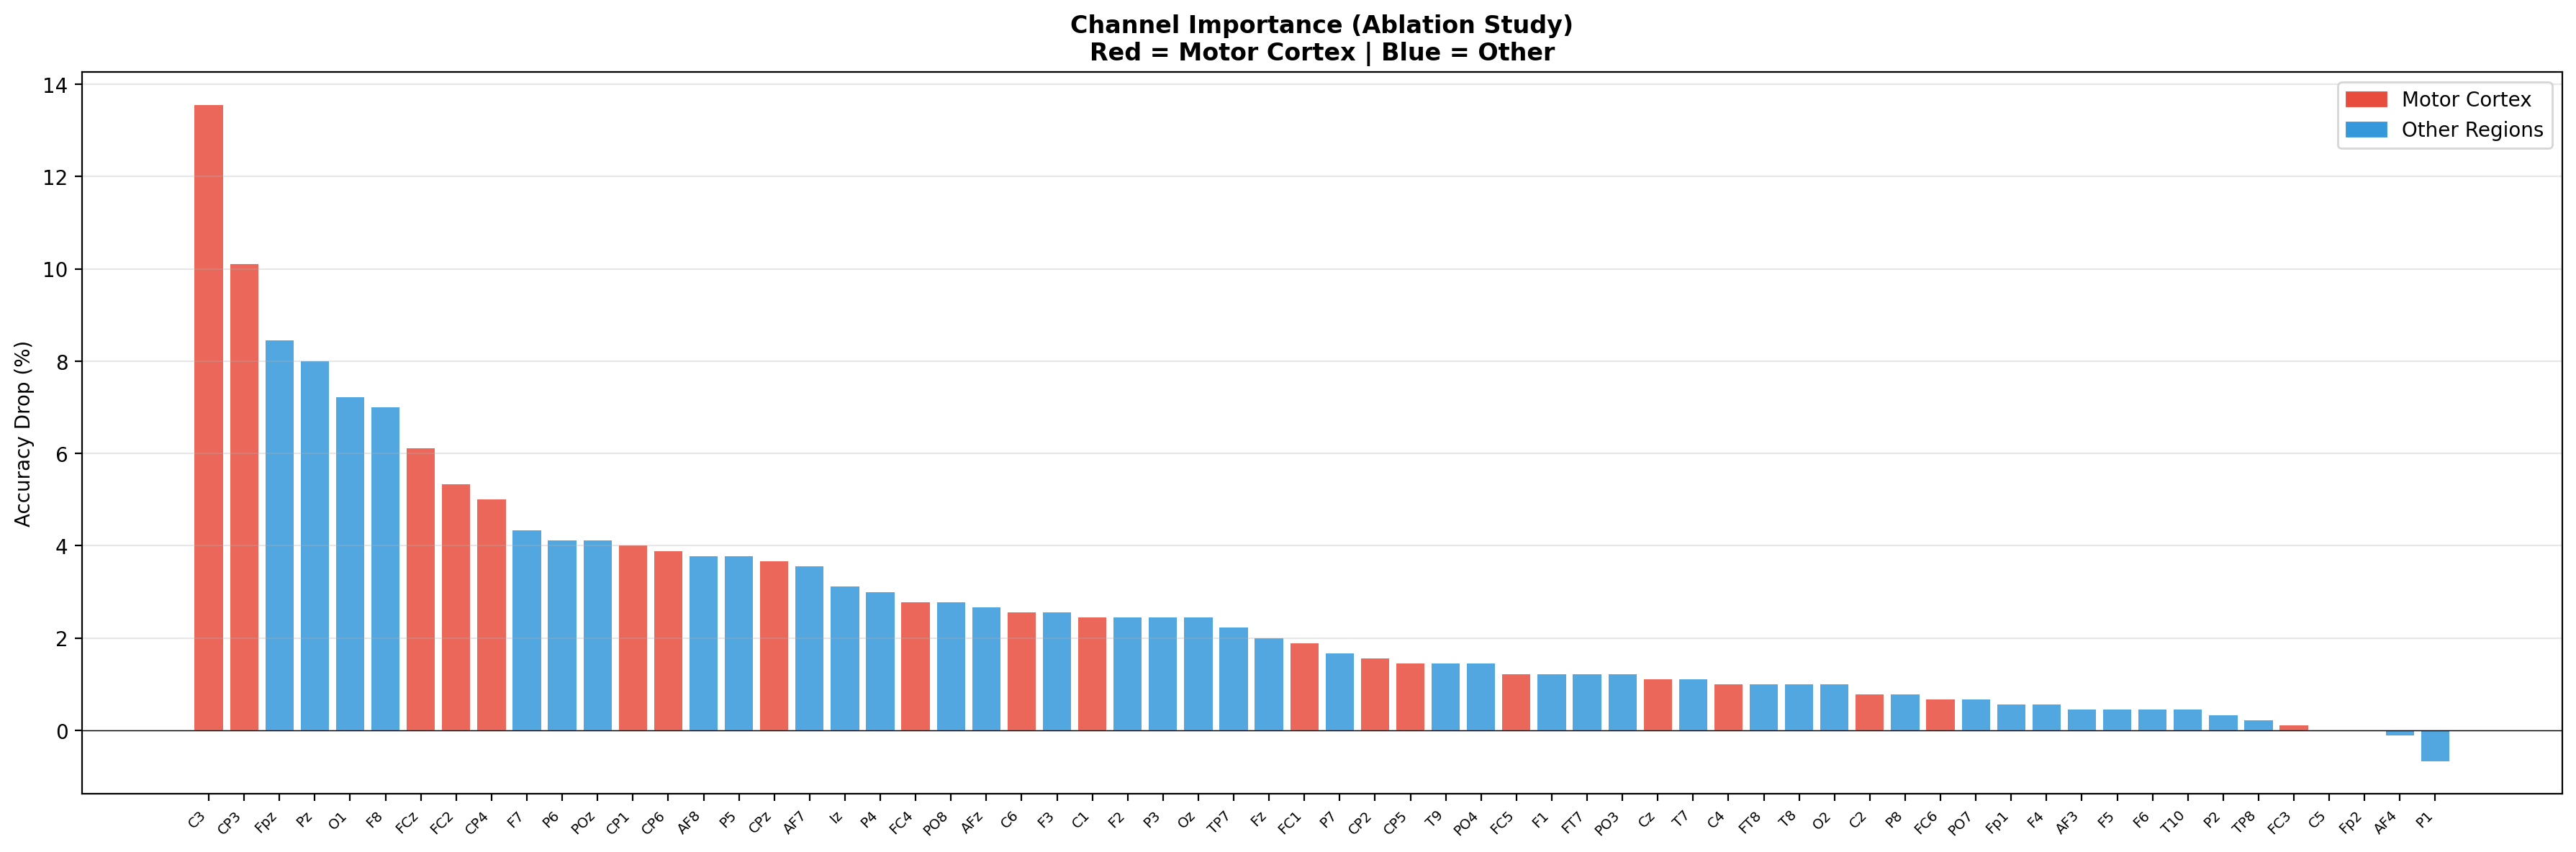 Channel Importance (Ablation Study)
Red = Motor Cortex | Blue = Other
Motor Cortex
Other Regions
Accuracy Drop (%)
14
12
10
8
6
4
2
0
C3 CP3 Fpz Pz O1 F8 FCz FC2 CP4 F7 P6 POz CP1 CP6 AF8 P5 CPz AF7 Iz P4 FC4 PO8 AFz C6 F3 C1 F2 P3 Oz TP7 Fz FC1 P7 CP2 CP5 T9 PO4 FC5 F1 FT7 PO3 Cz T7 C4 FT8 T8 O2 C2 P8 FC6 PO7 Fp1 F4 AF3 F5 F6 T10 P2 TP8 FC3 C5 Fp2 AF4 P1